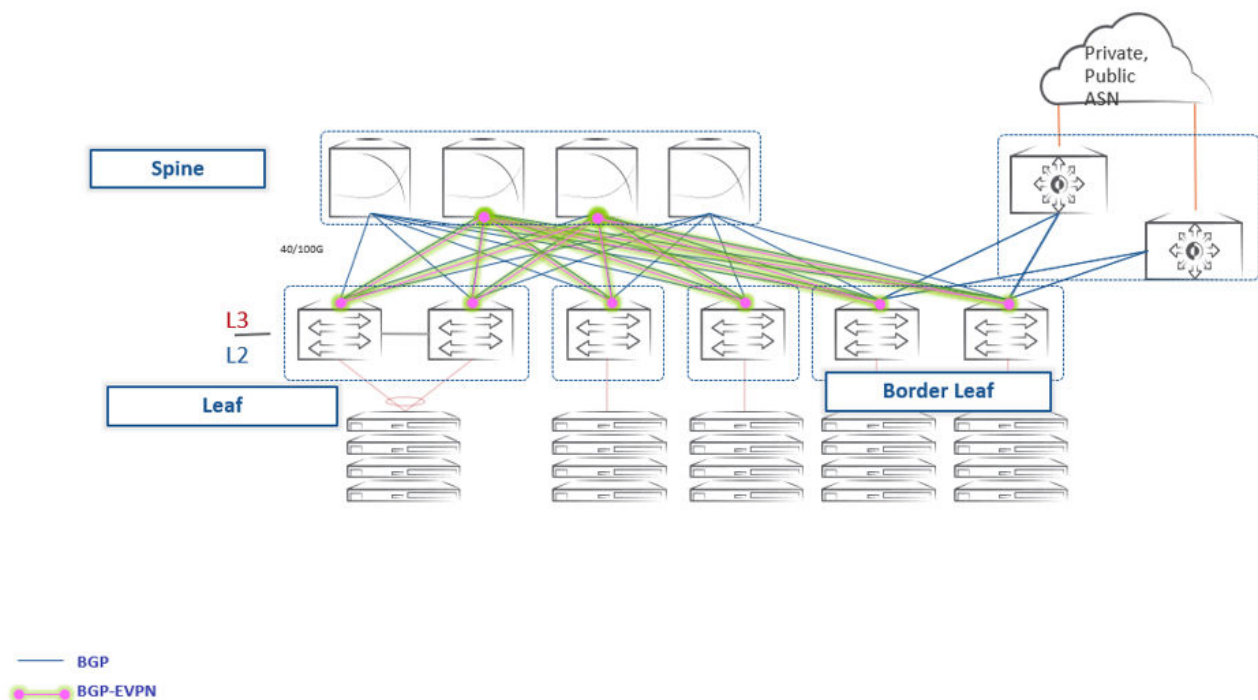 Private,
Public
ASN
Spine
40/100G
L3
L2
Leaf
Border Leaf
BGP
BGP-EVPN